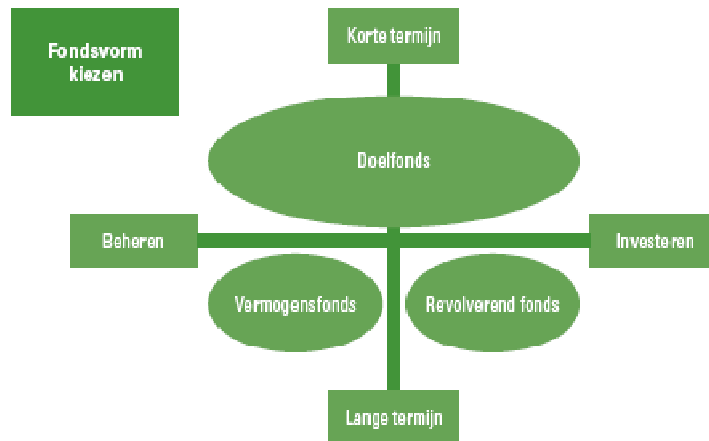 Fondsvorm
kiezen
Korte termijn
Doelfonds
Beheren
Investeren
Vermogensfonds
Revolverend fonds
Lange termijn